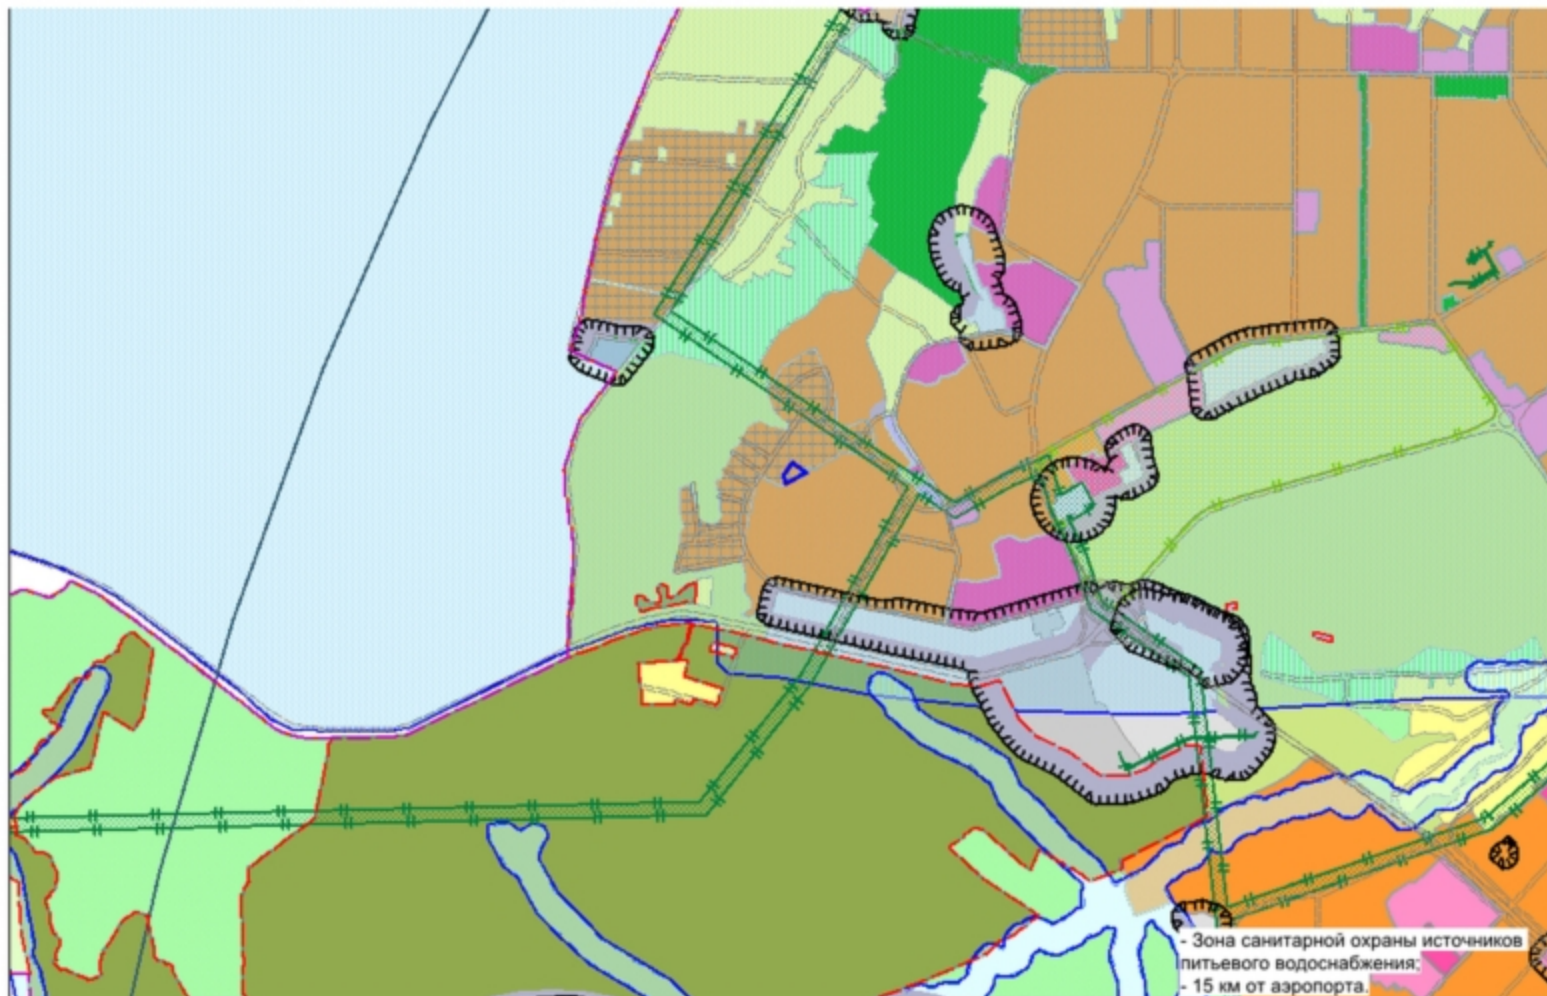 - Зона санитарной охраны источников
питьевого водоснабжения;
- 15 км от аэропорта.